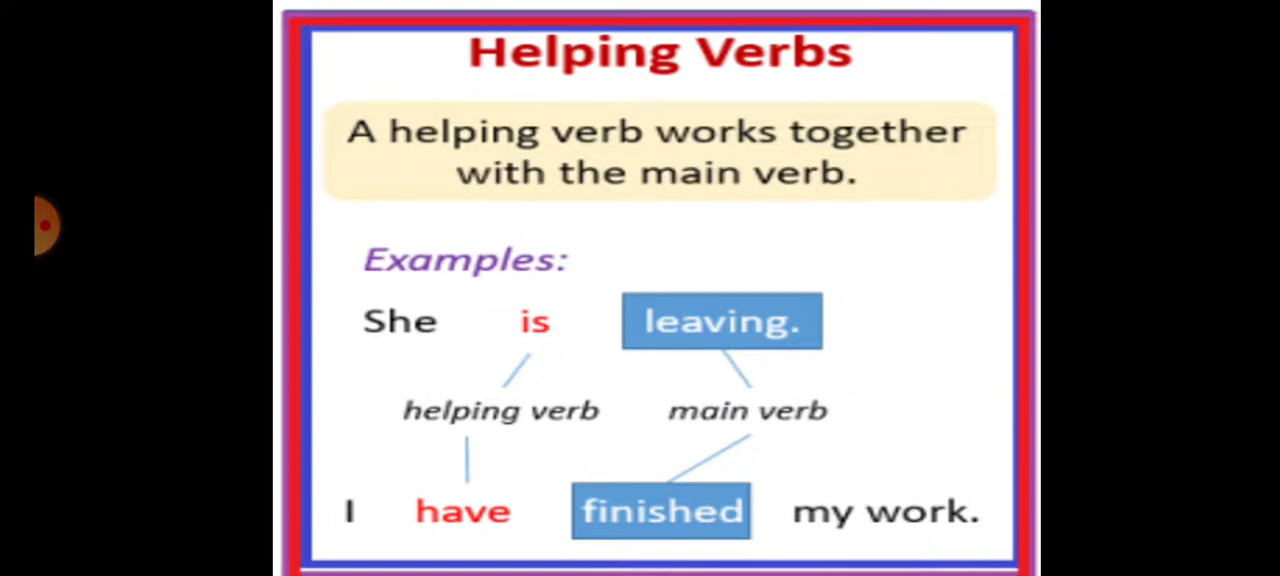 Helping Verbs
A helping verb works together
with the main verb.
Examples:
She is leaving.
helping verb main verb
I have finished my work.